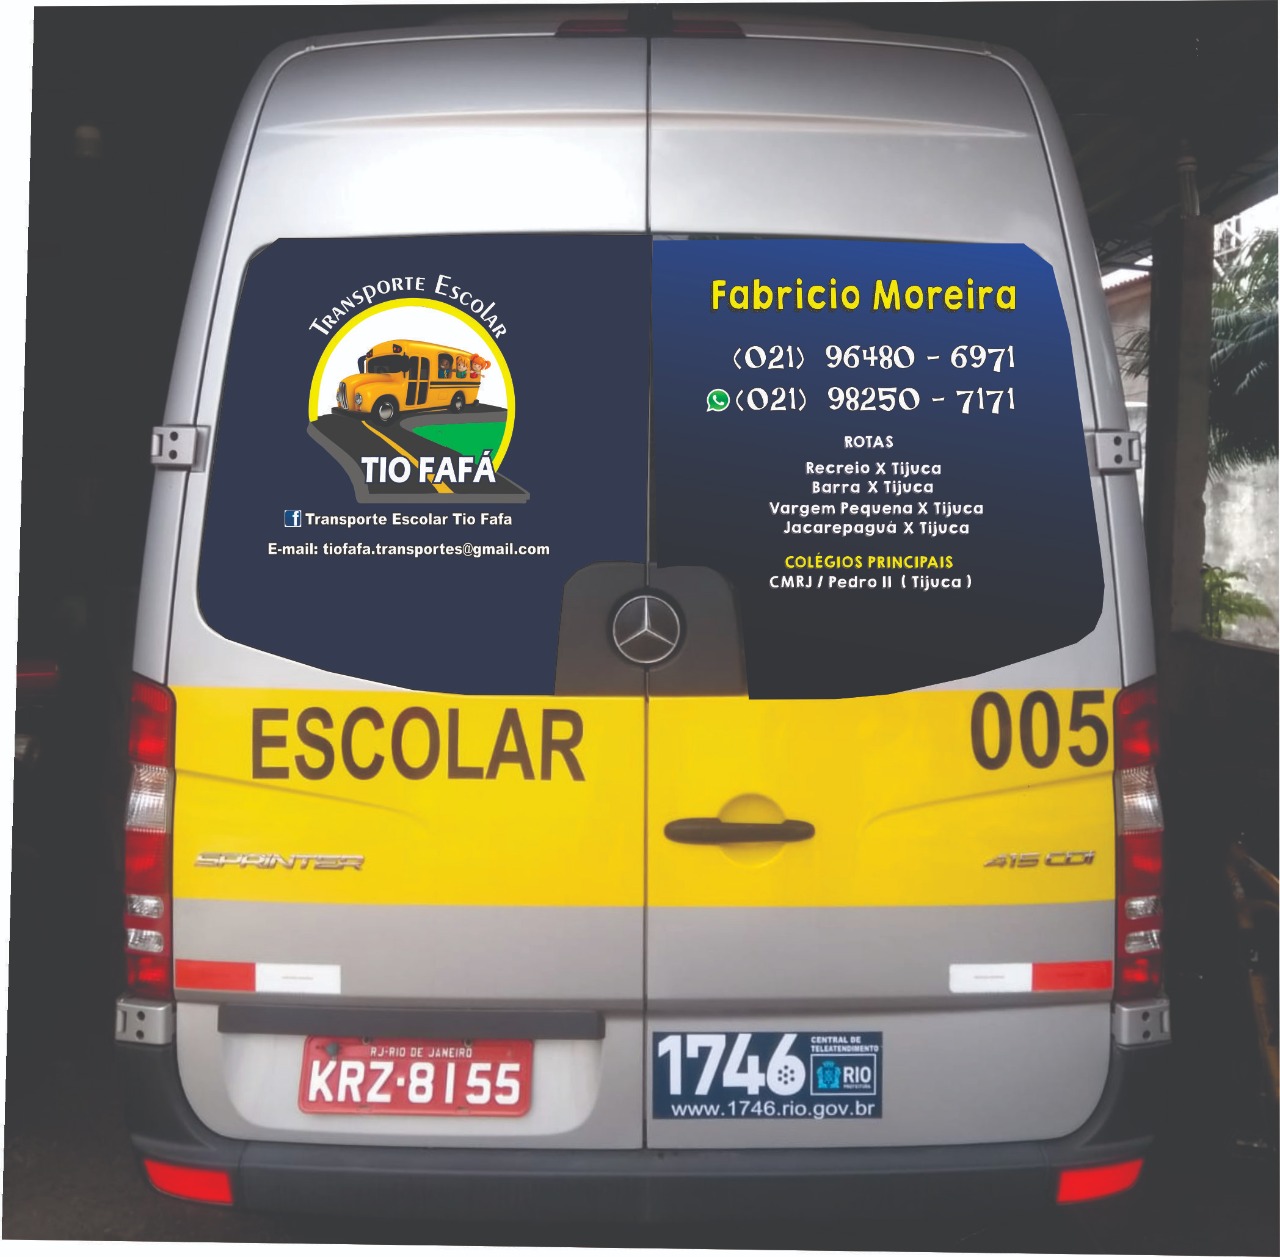 Transporte Escolar
TIO FAFÁ
Transporte Escolar Tio Fafa
E-mail: tiofafa.transportes@gmail.com
Fabricio Moreira
(021) 96480 - 6971
(021) 98250 - 7171
ROTAS
Recreio X Tijuca
Barra X Tijuca
Vargem Pequena X Tijuca
Jacarepaguá X Tijuca
COLÉGIOS PRINCIPAIS
CMRJ / Pedro II ( Tijuca )
ESCOLAR
005
SPRINTER
415 CDI
RJ-RIO DE JANEIRO
KRZ·8155
1746
CENTRAL DE
TELEATENDIMENTO
RIO
PREFEITURA
www.1746.rio.gov.br